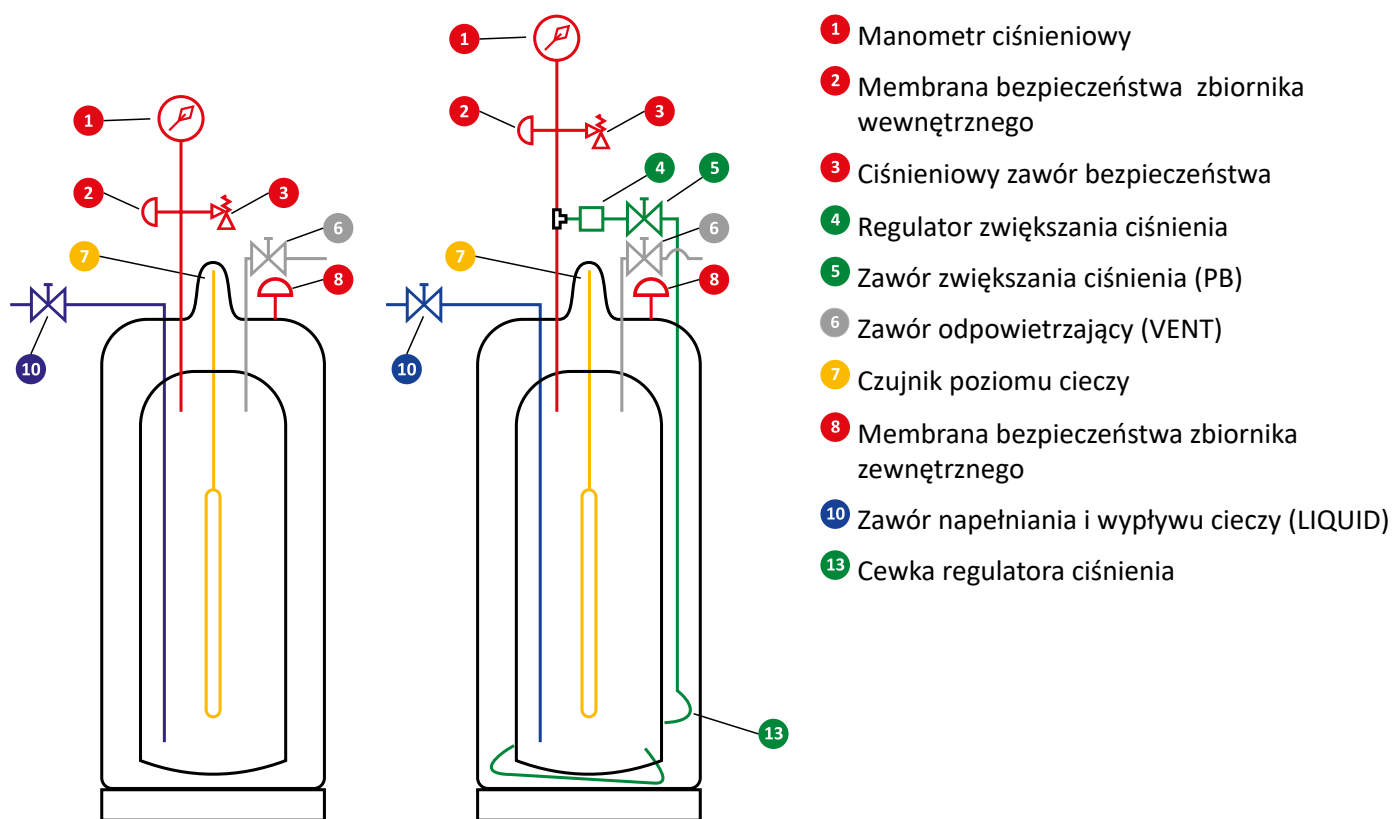 1
2
3
7
6
8
10
1
2
3
4
5
6
7
8
10
13
1 Manometr ciśnieniowy
2 Membrana bezpieczeństwa zbiornika
wewnętrznego
3 Ciśnieniowy zawór bezpieczeństwa
4 Regulator zwiększania ciśnienia
5 Zawór zwiększania ciśnienia (PB)
6 Zawór odpowietrzający (VENT)
7 Czujnik poziomu cieczy
8 Membrana bezpieczeństwa zbiornika
zewnętrznego
10 Zawór napełniania i wypływu cieczy (LIQUID)
13 Cewka regulatora ciśnienia